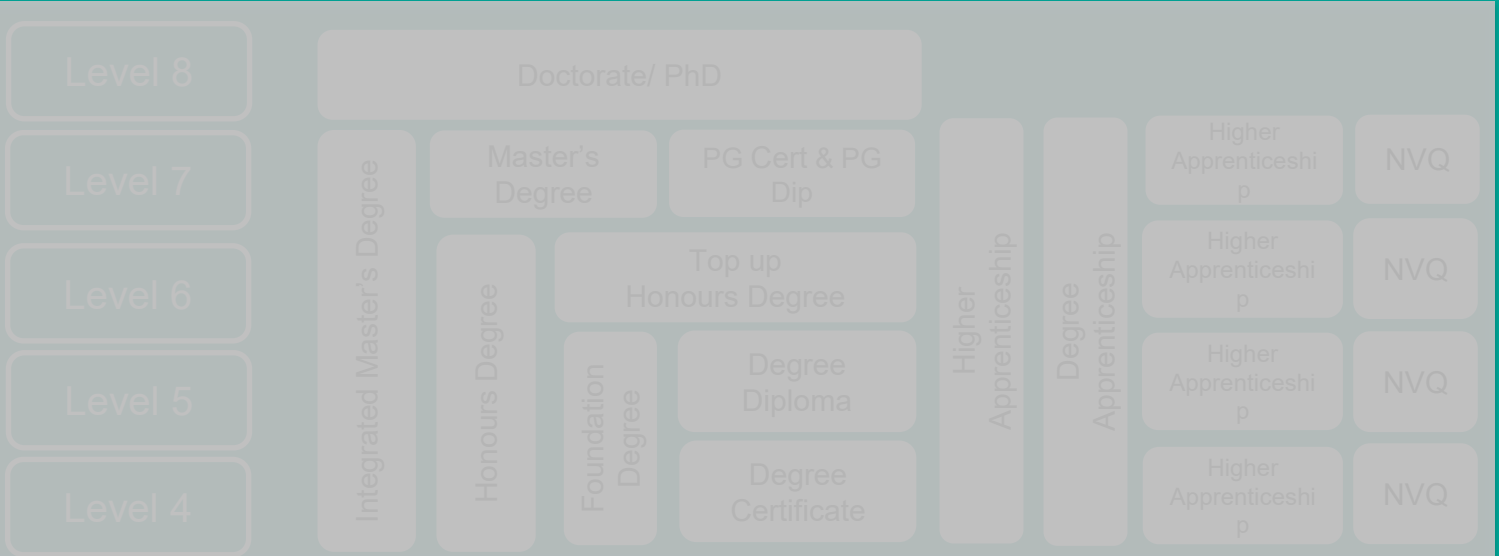 Level 8
Doctorate/ PhD
Level 7
Integrated Master's Degree
Master's
Degree
PG Cert & PG
Dip
Higher
Apprenticeship
Degree
Apprenticeship
Higher
Apprenticeshi
p
NVQ
Level 6
Honours Degree
Top up
Honours Degree
Higher
Apprenticeshi
p
NVQ
Level 5
Foundation
Degree
Degree
Diploma
Higher
Apprenticeshi
p
NVQ
Level 4
Degree
Certificate
Higher
Apprenticeshi
p
NVQ